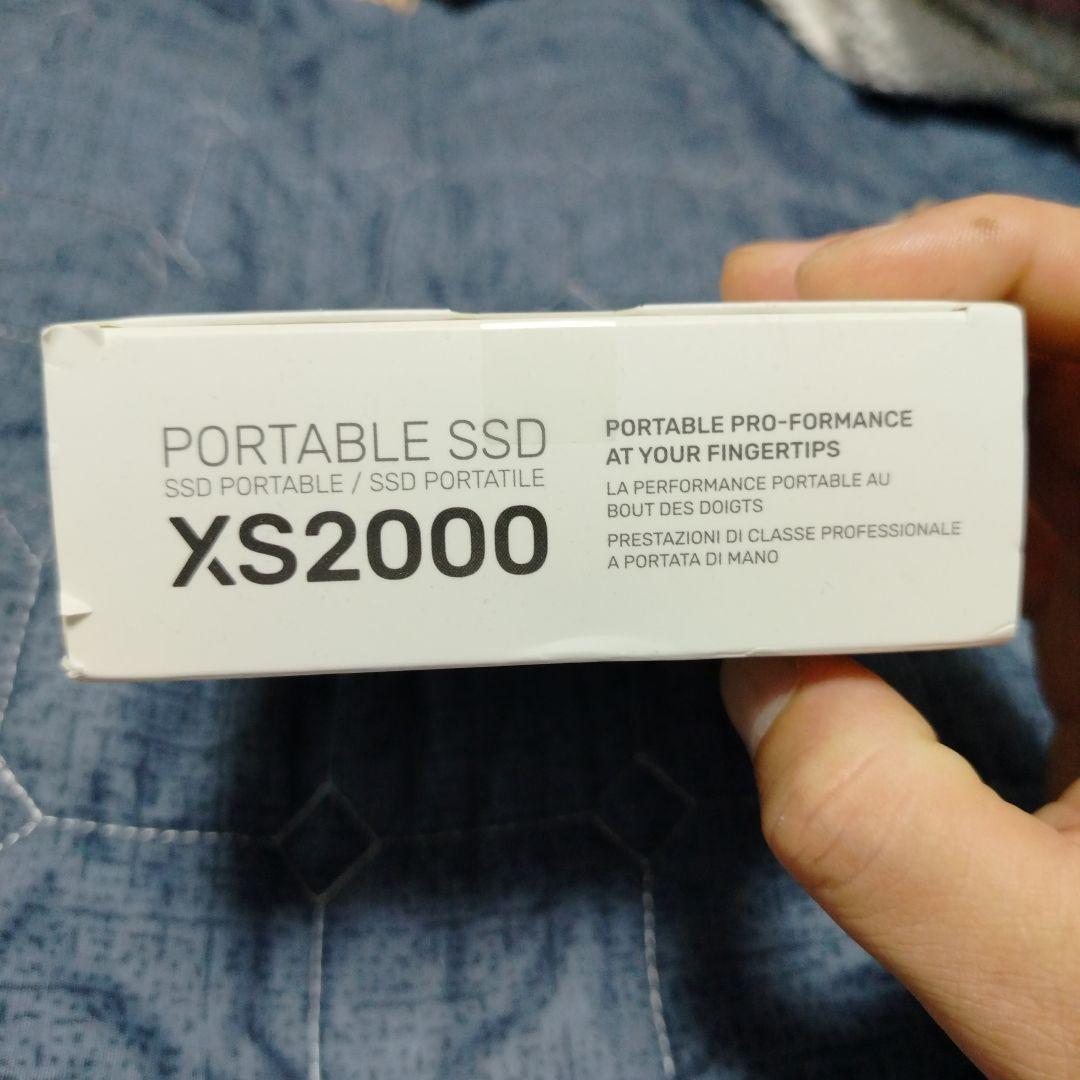 PORTABLE SSD
SSD PORTABLE / SSD PORTATILE
XS2000
PORTABLE PRO-FORMANCE
AT YOUR FINGERTIPS
LA PERFORMANCE PORTABLE AU
BOUT DES DOIGTS
PRESTAZIONI DI CLASSE PROFESSIONALE
A PORTATA DI MANO